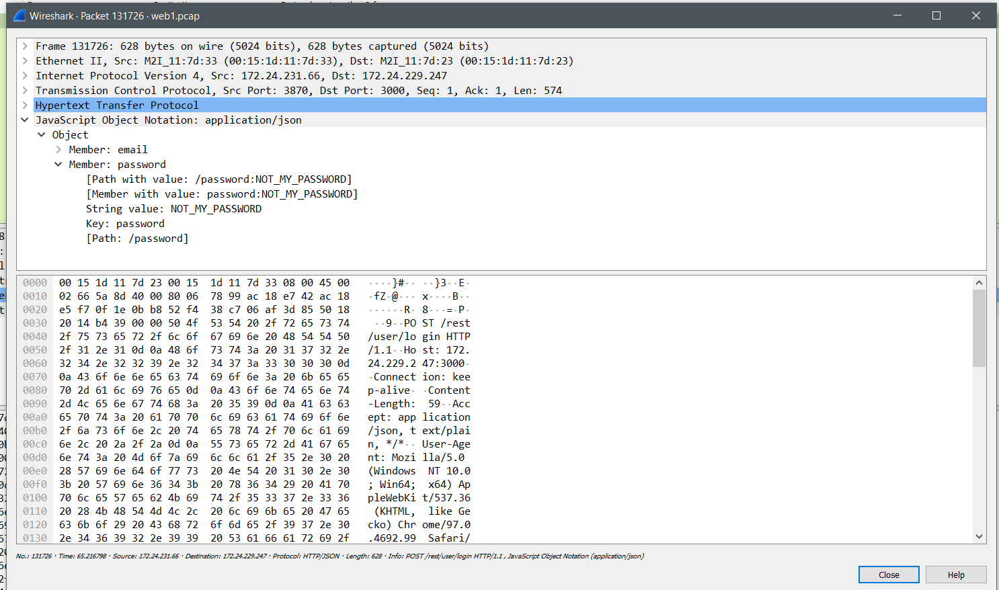 Wireshark · Packet 131726 · web1.pcap
Frame 131726: 628 bytes on wire (5024 bits), 628 bytes captured (5024 bits)
Ethernet II, Src: M2I_11:7d:33 (00:15:1d:11:7d:33), Dst: M2I_11:7d:23 (00:15:1d:11:7d:23)
Internet Protocol Version 4, Src: 172.24.231.66, Dst: 172.24.229.247
Transmission Control Protocol, Src Port: 3870, Dst Port: 3000, Seq: 1, Ack: 1, Len: 574
Hypertext Transfer Protocol
JavaScript Object Notation: application/json
Object
Member: email
Member: password
[Path with value: /password:NOT_MY_PASSWORD]
[Member with value: password:NOT_MY_PASSWORD]
String value: NOT_MY_PASSWORD
Key: password
[Path: /password]
0000 00 15 1d 11 7d 23 00 15 1d 11 7d 33 08 00 45 00 ····}#·· ··}3··E·
0010 02 66 5a 8d 40 00 80 06 78 99 ac 18 e7 42 ac 18 ·fZ·@··· x····B··
0020 e5 f7 0f 1e 0b b8 52 f4 38 c7 06 af 3d 85 50 18 ······R· 8···=·P·
0030 20 14 b4 39 00 00 50 4f 53 54 20 2f 72 65 73 74 ··9··PO ST /rest
0040 2f 75 73 65 72 2f 6c 6f 67 69 6e 20 48 54 54 50 /user/lo gin HTTP
0050 2f 31 2e 31 0d 0a 48 6f 73 74 3a 20 31 37 32 2e /1.1··Ho st: 172.
0060 32 34 2e 32 32 39 2e 32 34 37 3a 33 30 30 30 0d 24.229.2 47:3000·
0070 0a 43 6f 6e 6e 65 63 74 69 6f 6e 3a 20 6b 65 65 ·Connect ion: kee
0080 70 2d 61 6c 69 76 65 0d 0a 43 6f 6e 74 65 6e 74 p-alive· ·Content
0090 2d 4c 65 6e 67 74 68 3a 20 35 39 0d 0a 41 63 63 -Length: 59··Acc
00a0 65 70 74 3a 20 61 70 70 6c 69 63 61 74 69 6f 6e ept: app lication
00b0 2f 6a 73 6f 6e 2c 20 74 65 78 74 2f 70 6c 61 69 /json, t ext/plai
00c0 6e 2c 20 2a 2f 2a 0d 0a 55 73 65 72 2d 41 67 65 n, */*·· User-Age
00d0 6e 74 3a 20 4d 6f 7a 69 6c 6c 61 2f 35 2e 30 20 nt: Mozi lla/5.0
00e0 28 57 69 6e 64 6f 77 73 20 4e 54 20 31 30 2e 30 (Windows NT 10.0
00f0 3b 20 57 69 6e 36 34 3b 20 78 36 34 29 20 41 70 ; Win64; x64) Ap
0100 70 6c 65 57 65 62 4b 69 74 2f 35 33 37 2e 33 36 pleWebKi t/537.36
0110 20 28 4b 48 54 4d 4c 2c 20 6c 69 6b 65 20 47 65 (KHTML, like Ge
0120 63 6b 6f 29 20 43 68 72 6f 6d 65 2f 39 37 2e 30 cko) Chr ome/97.0
0130 2e 34 36 39 32 2e 39 39 20 53 61 66 61 72 69 2f .4692.99 Safari/
No.: 131726 · Time: 65.216798 · Source: 172.24.231.66 · Destination: 172.24.229.247 · Protocol: HTTP/JSON · Length: 628 · Info: POST /rest/user/login HTTP/1.1 , JavaScript Object Notation (application/json)
Close
Help